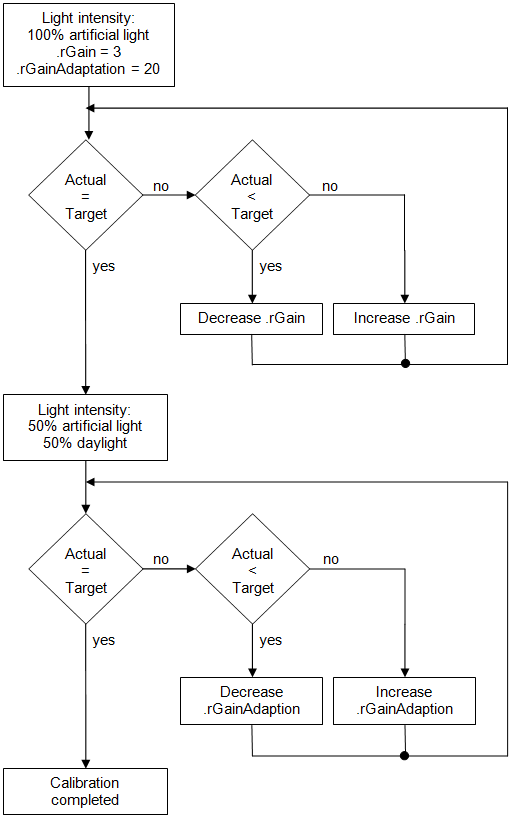 Light intensity:
100% artificial light
.rGain = 3
.rGainAdaptation = 20
Actual
=
Target
no
Actual
<
Target
no
yes
yes
Decrease .rGain
Increase .rGain
Light intensity:
50% artificial light
50% daylight
Actual
=
Target
no
Actual
<
Target
no
yes
yes
Decrease
.rGainAdaption
Increase
.rGainAdaption
Calibration
completed